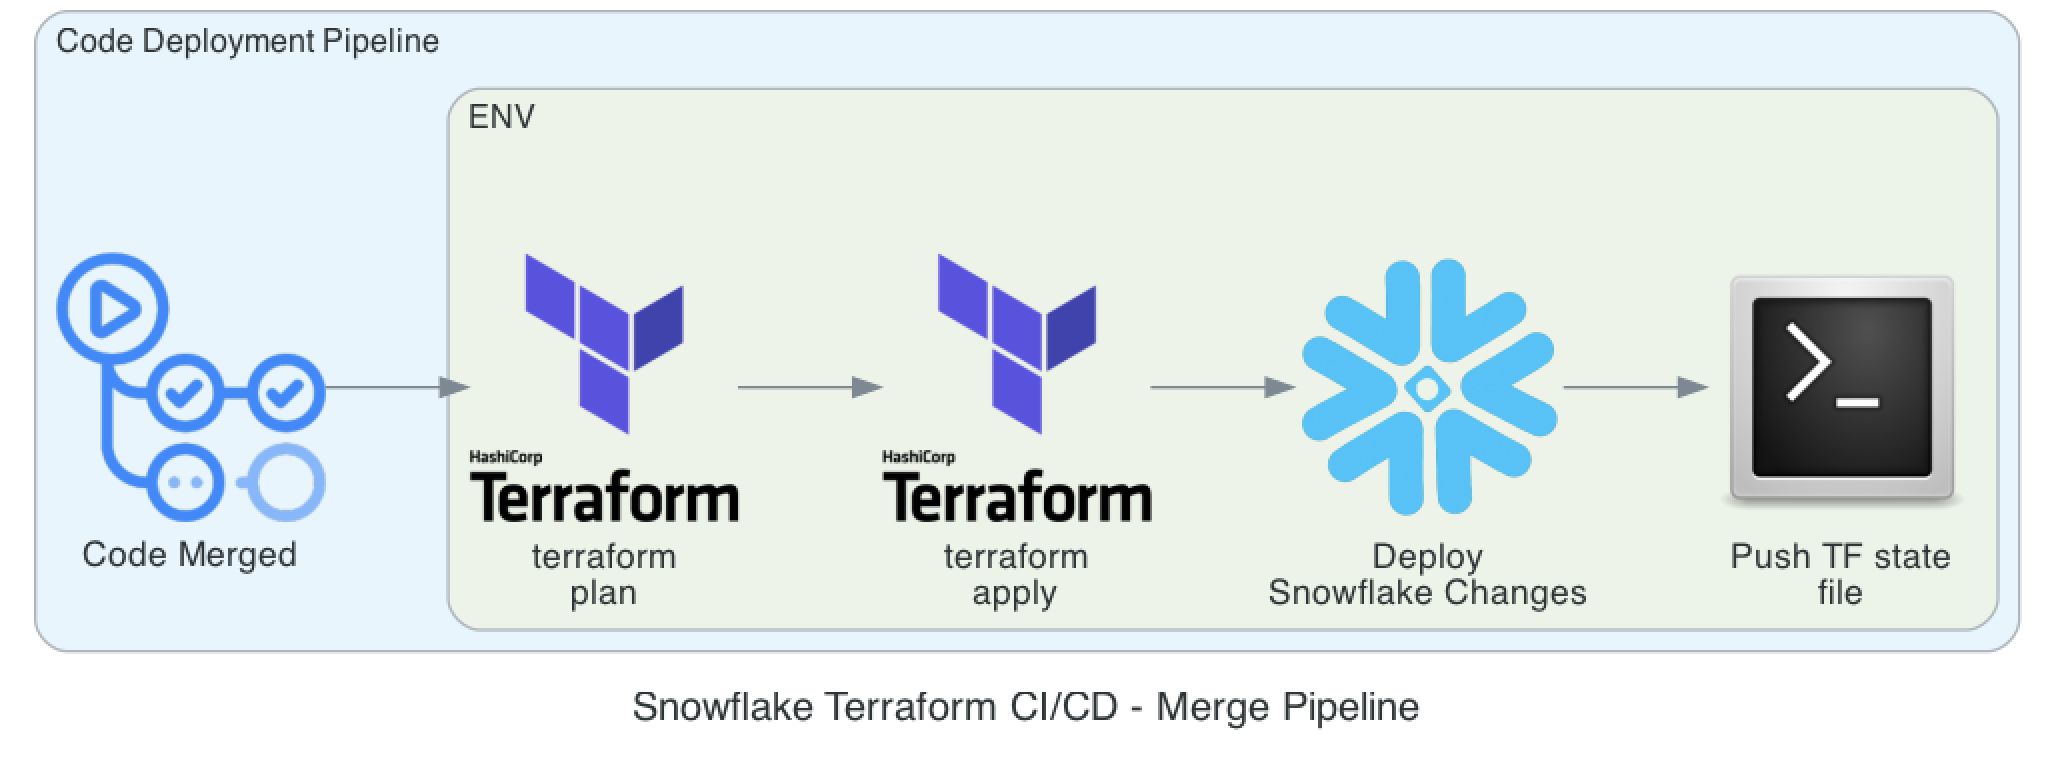 Code Deployment Pipeline
ENV
HashiCorp
Terraform
HashiCorp
Terraform
Code Merged
terraform
plan
terraform
apply
Deploy
Snowflake Changes
Push TF state
file
Snowflake Terraform CI/CD - Merge Pipeline